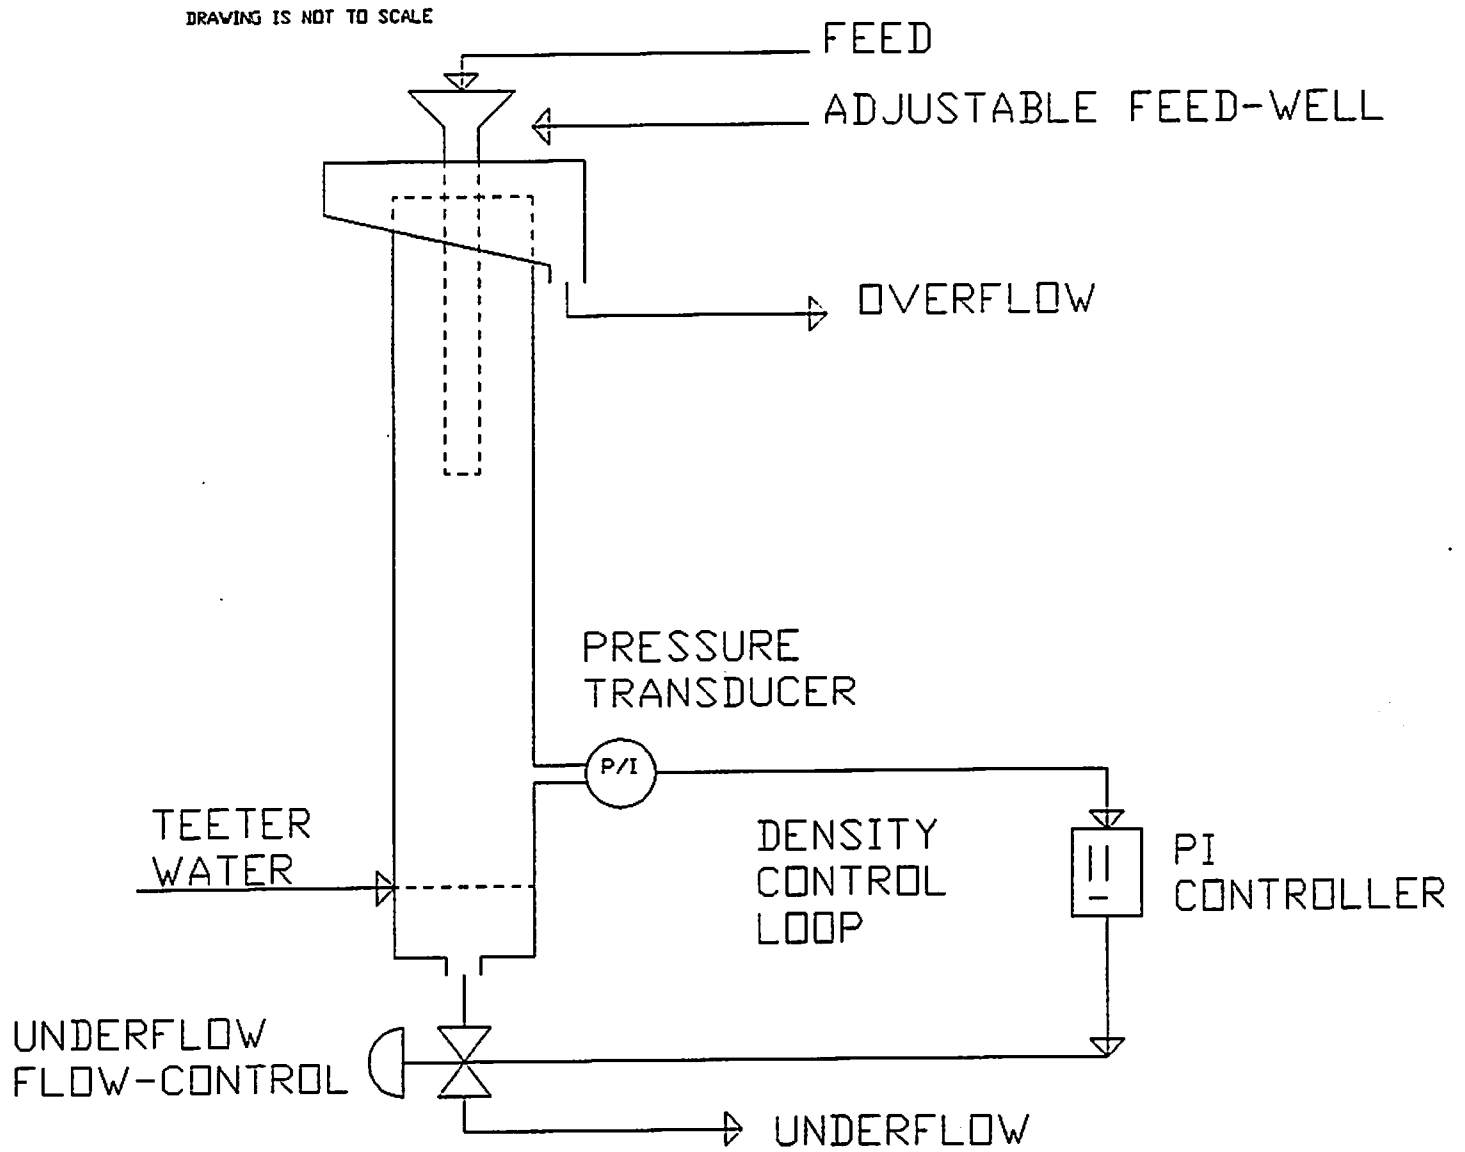 DRAWING IS NOT TO SCALE
FEED
ADJUSTABLE FEED-WELL
OVERFLOW
PRESSURE
TRANSDUCER
P/I
TEETER
WATER
DENSITY
CONTROL
LOOP
PI
CONTROLLER
UNDERFLOW
FLOW-CONTROL
UNDERFLOW